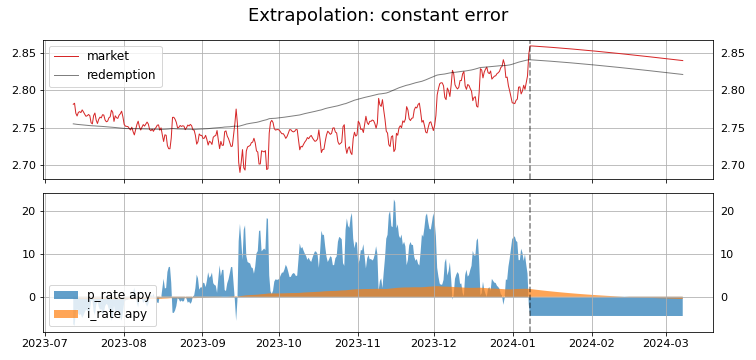 Extrapolation: constant error
2.85 2.85
market
redemption
2.80 2.80
2.75 2.75
2.70 2.70
20 20
10 10
p_rate apy
0 0
i_rate apy
2023-07 2023-08 2023-09 2023-10 2023-11 2023-12 2024-01 2024-02 2024-03